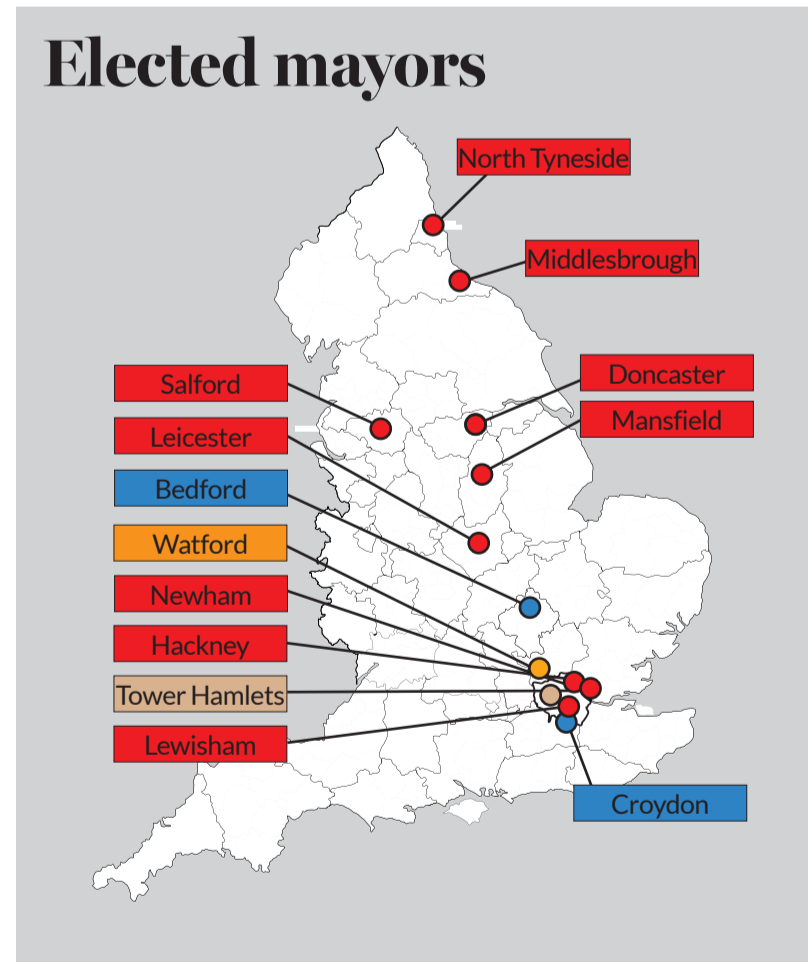 Elected mayors
North Tyneside
Middlesbrough
Salford
Doncaster
Leicester
Mansfield
Bedford
Watford
Newham
Hackney
Tower Hamlets
Lewisham
Croydon